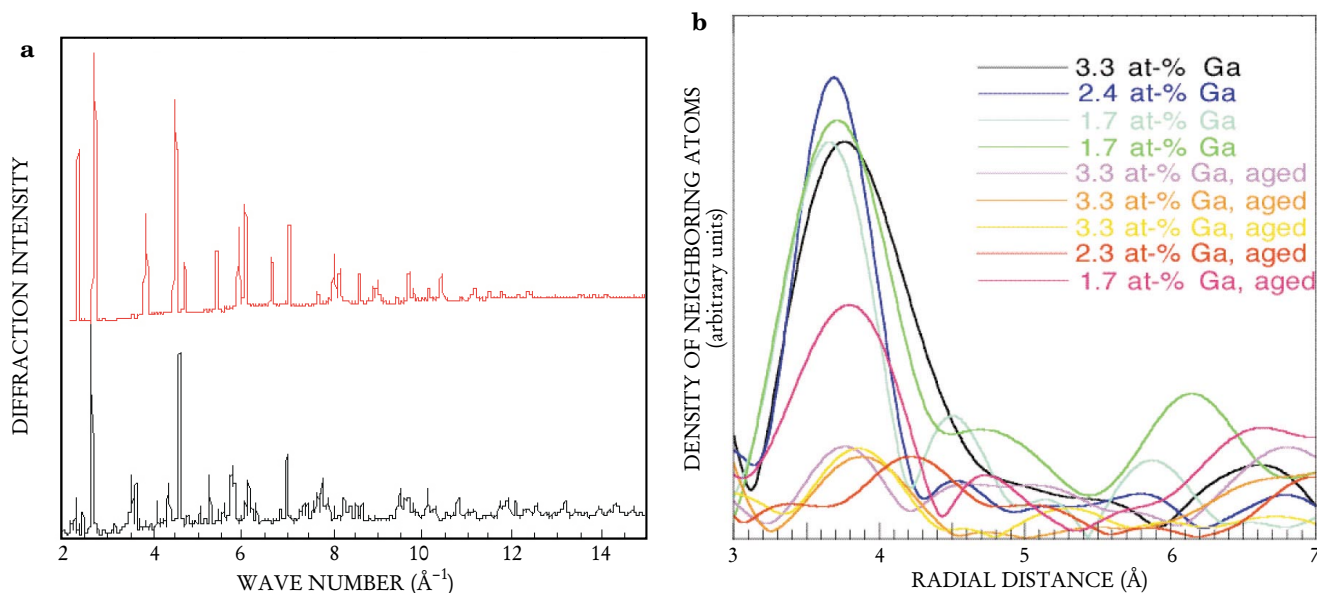 a
DIFFRACTION INTENSITY
2 4 6 8 10 12 14
WAVE NUMBER (Å⁻¹)
b
DENSITY OF NEIGHBORING ATOMS
(arbitrary units)
3.3 at-% Ga
2.4 at-% Ga
1.7 at-% Ga
1.7 at-% Ga
3.3 at-% Ga, aged
3.3 at-% Ga, aged
3.3 at-% Ga, aged
2.3 at-% Ga, aged
1.7 at-% Ga, aged
3 4 5 6 7
RADIAL DISTANCE (Å)